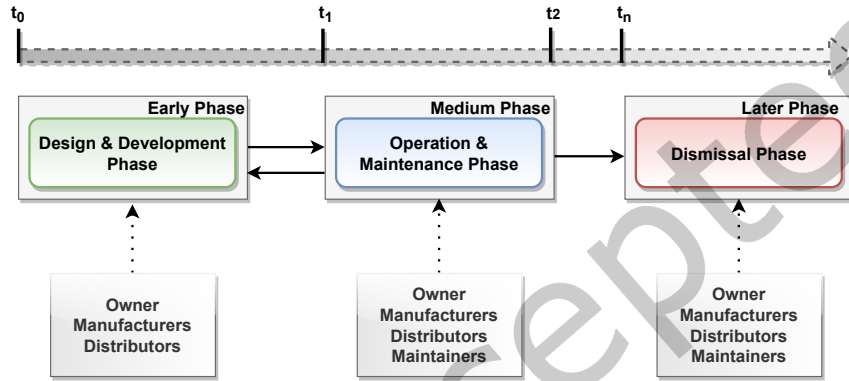 t0 t1 t2 tn
Early Phase Medium Phase Later Phase
Design & Development
Phase
Operation &
Maintenance Phase
Dismissal Phase
Owner
Manufacturers
Distributors
Owner
Manufacturers
Distributors
Maintainers
Owner
Manufacturers
Distributors
Maintainers
cepte